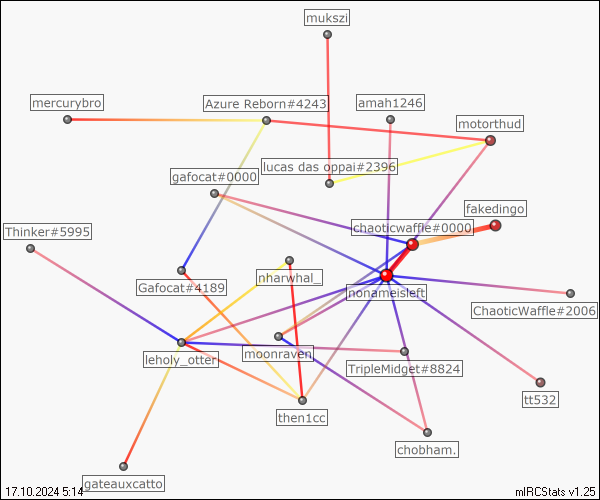 mukszi
mercurybro
Azure Reborn#4243
amah1246
motorthud
lucas das oppai#2396
gafocat#0000
fakedingo
chaoticwaffle#0000
Thinker#5995
nharwhal_
Gafocat#4189
nonameisleft
ChaoticWaffle#2006
leholy_otter
moonraven.
TripleMidget#8824
tt532
then1cc
chobham.
gateauxcatto
17.10.2024 5:14
mIRCStats v1.25